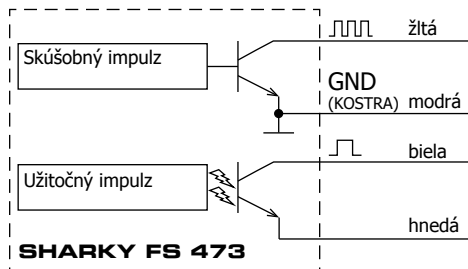 žltá
Skúšobný impulz
GND
(KOSTRA) modrá
biela
Užitočný impulz
hnedá
SHARKY FS 473